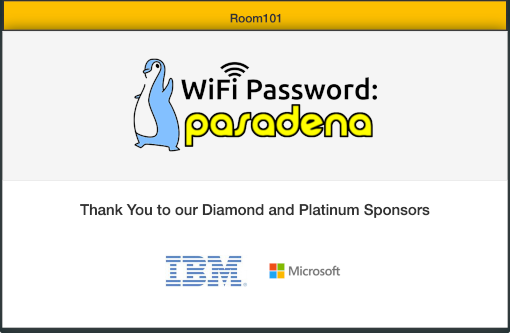 Room101
WiFi Password:
pasadena
Thank You to our Diamond and Platinum Sponsors
IBM® Microsoft